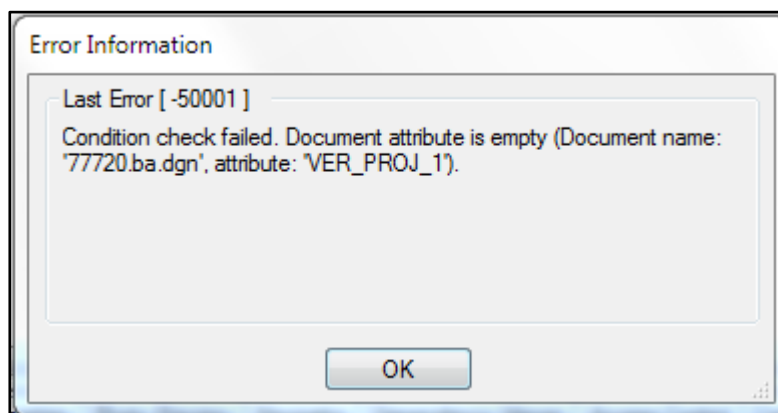 Error Information
Last Error [ -50001 ]
Condition check failed. Document attribute is empty (Document name:
'77720.ba.dgn', attribute: 'VER_PROJ_1').
OK